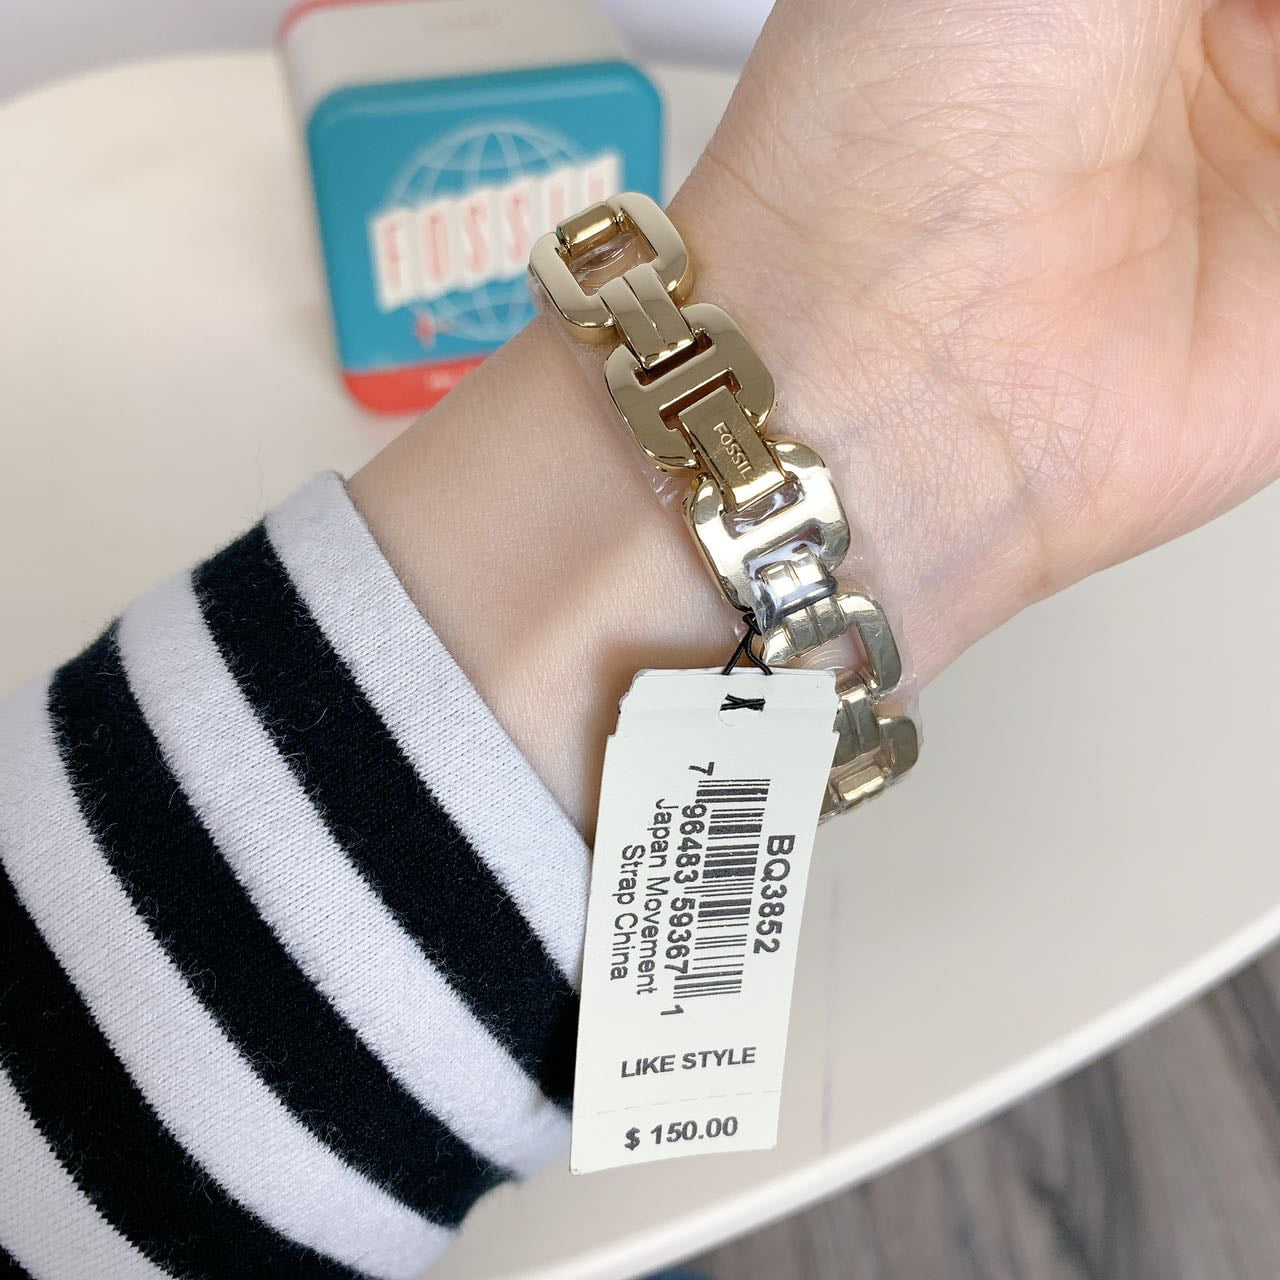 FOSSIL
FOSSIL
BQ3852
7 96483 59367 1
Japan Movement
Strap China
LIKE STYLE
$ 150.00